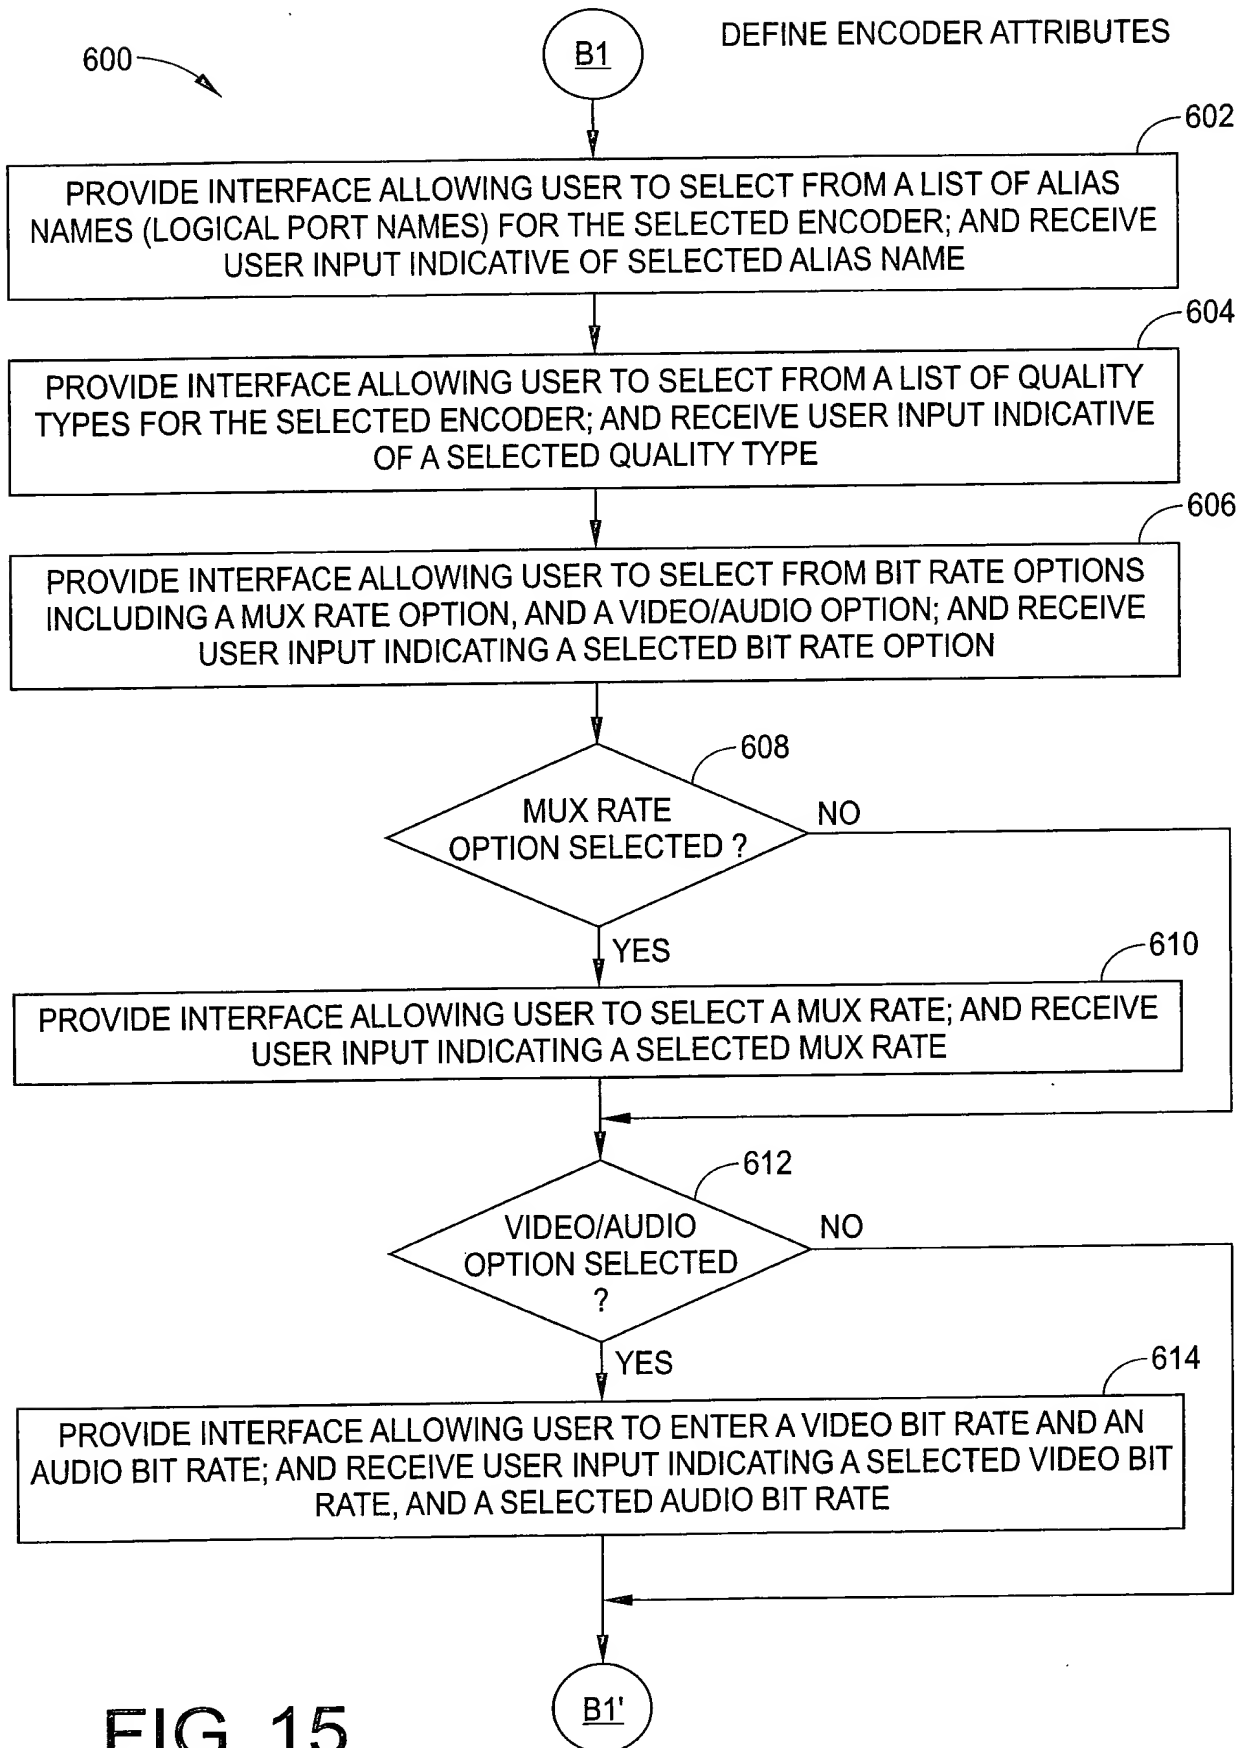 DEFINE ENCODER ATTRIBUTES
B1
600
602
PROVIDE INTERFACE ALLOWING USER TO SELECT FROM A LIST OF ALIAS
NAMES (LOGICAL PORT NAMES) FOR THE SELECTED ENCODER; AND RECEIVE
USER INPUT INDICATIVE OF SELECTED ALIAS NAME
604
PROVIDE INTERFACE ALLOWING USER TO SELECT FROM A LIST OF QUALITY
TYPES FOR THE SELECTED ENCODER; AND RECEIVE USER INPUT INDICATIVE
OF A SELECTED QUALITY TYPE
606
PROVIDE INTERFACE ALLOWING USER TO SELECT FROM BIT RATE OPTIONS
INCLUDING A MUX RATE OPTION, AND A VIDEO/AUDIO OPTION; AND RECEIVE
USER INPUT INDICATING A SELECTED BIT RATE OPTION
608
MUX RATE
OPTION SELECTED ?
NO
YES
610
PROVIDE INTERFACE ALLOWING USER TO SELECT A MUX RATE; AND RECEIVE
USER INPUT INDICATING A SELECTED MUX RATE
612
VIDEO/AUDIO
OPTION SELECTED
?
NO
YES
614
PROVIDE INTERFACE ALLOWING USER TO ENTER A VIDEO BIT RATE AND AN
AUDIO BIT RATE; AND RECEIVE USER INPUT INDICATING A SELECTED VIDEO BIT
RATE, AND A SELECTED AUDIO BIT RATE
B1'
FIG. 15